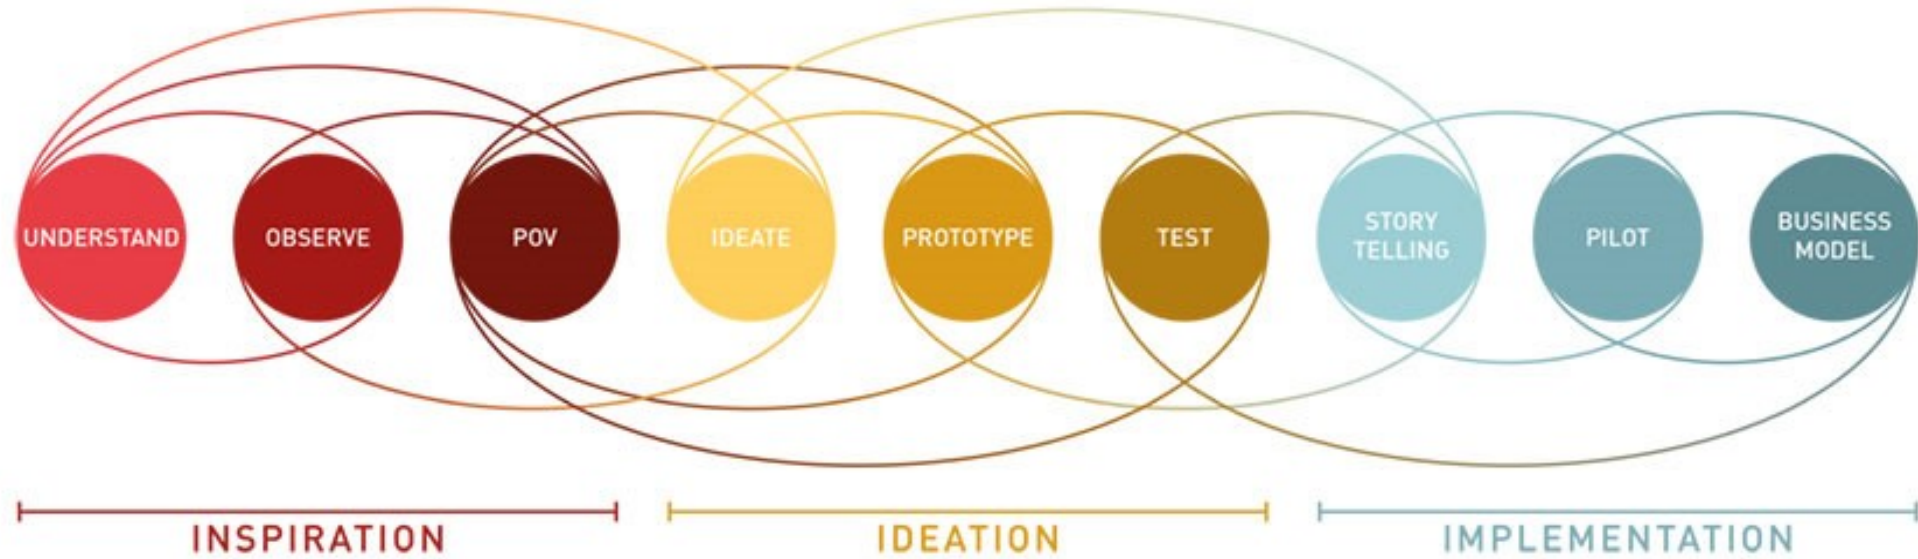 UNDERSTAND
OBSERVE
POV
IDEATE
PROTOTYPE
TEST
STORY
TELLING
PILOT
BUSINESS
MODEL
INSPIRATION
IDEATION
IMPLEMENTATION